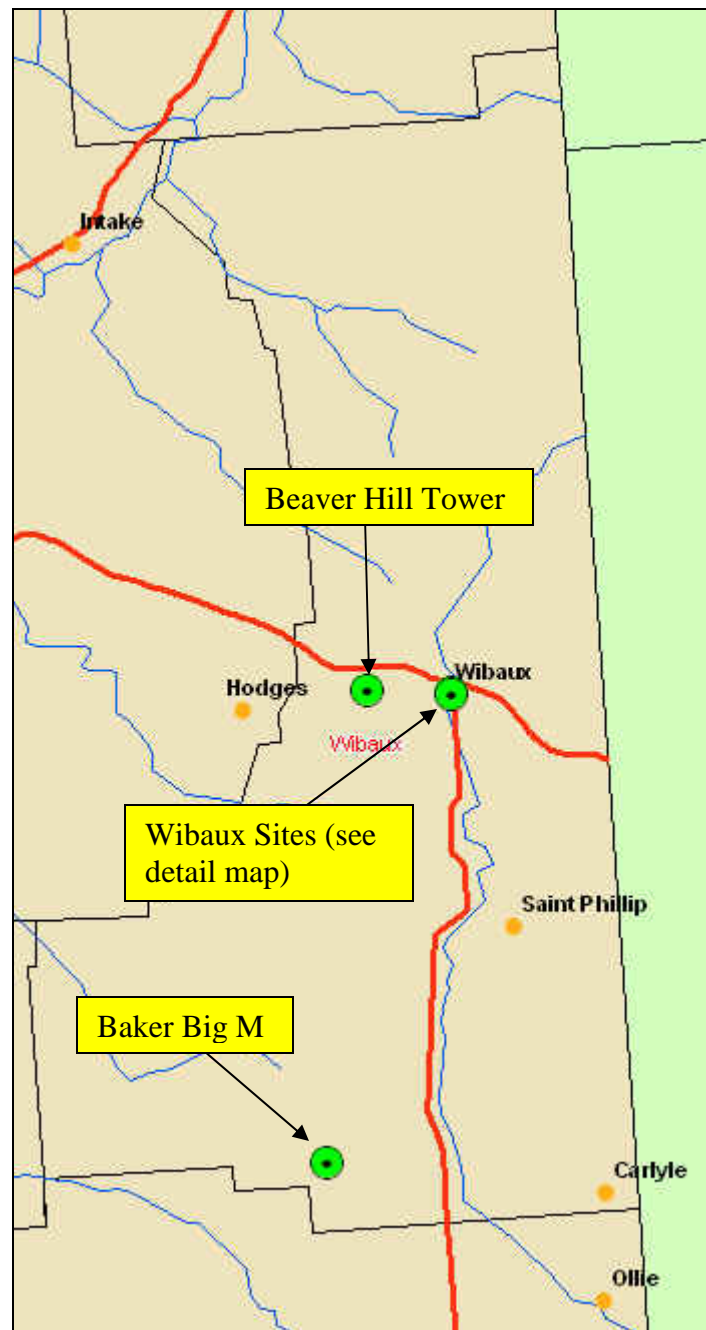 Intake
Beaver Hill Tower
Wibaux
Hodges
Wibaux
Wibaux Sites (see
detail map)
Saint Phillip
Baker Big M
Carlyle
Ollie